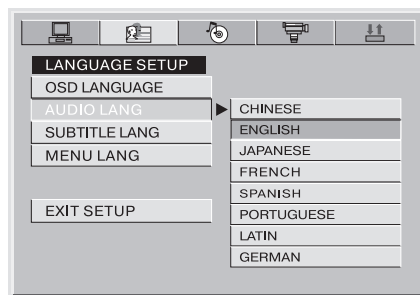 LANGUAGE SETUP
OSD LANGUAGE
AUDIO LANG
SUBTITLE LANG
MENU LANG
EXIT SETUP
CHINESE
ENGLISH
JAPANESE
FRENCH
SPANISH
PORTUGUESE
LATIN
GERMAN